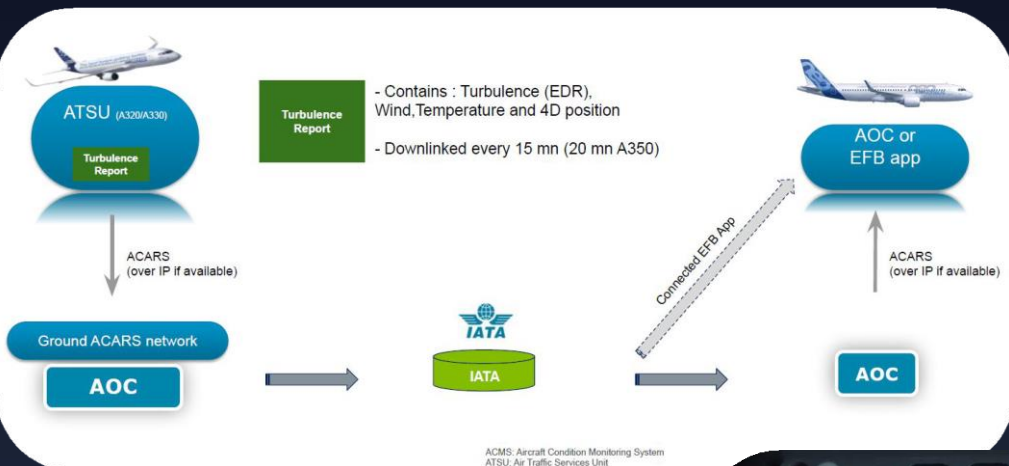 ATSU (A320/A330)
Turbulence
Report
Turbulence
Report
- Contains : Turbulence (EDR),
Wind,Temperature and 4D position
- Downlinked every 15 mn (20 mn A350)
AOC or
EFB app
ACARS
(over IP if available)
Connected EFB App
ACARS
(over IP if available)
Ground ACARS network
AOC
IATA
IATA
AOC
ACMS: Aircraft Condition Monitoring System
ATSU: Air Traffic Services Unit